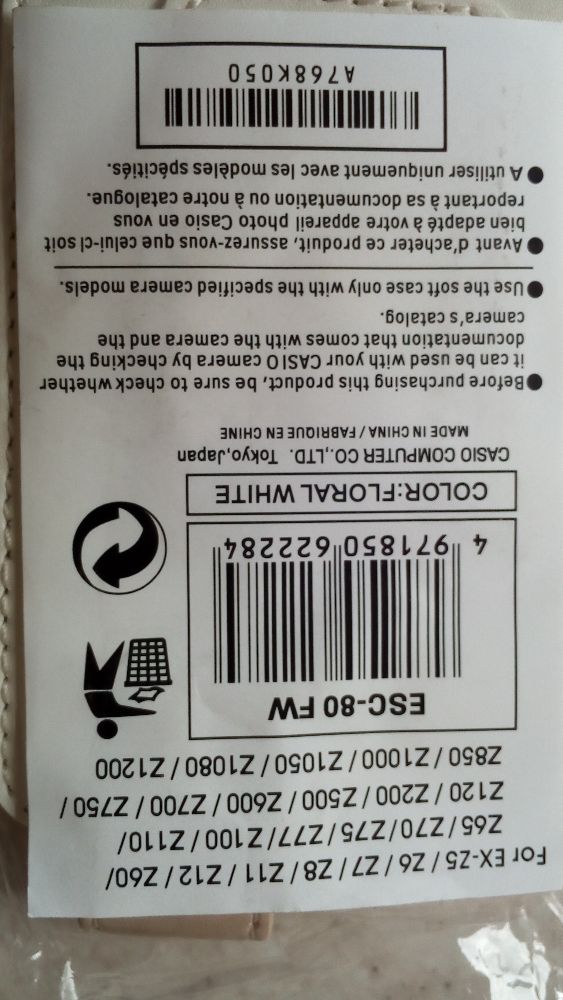 For EX-Z5 / Z6 / Z7 / Z8 / Z11 / Z12 / Z60/
Z65/Z70/Z75/Z77/Z100/Z110/
Z120 / Z200 / Z500 / Z600 / Z700 / Z750 /
Z850 / Z1000 / Z1050 / Z1080 / Z1200
ESC-80 FW
4 971850 622284
COLOR:FLORAL WHITE
CASIO COMPUTER CO.,LTD. Tokyo,Japan
MADE IN CHINA / FABRIQUE EN CHINE
● Before purchasing this product, be sure to check whether
it can be used with your CASIO camera by checking the
documentation that comes with the camera and the
camera's catalog.
● Use the soft case only with the specified camera models.
● Avant d'acheter ce produit, assurez-vous que celui-ci soit
bien adapté à votre appareil photo Casio en vous
reportant à sa documentation ou à notre catalogue.
● A utiliser uniquement avec les modèles spécitiés.
A768K050